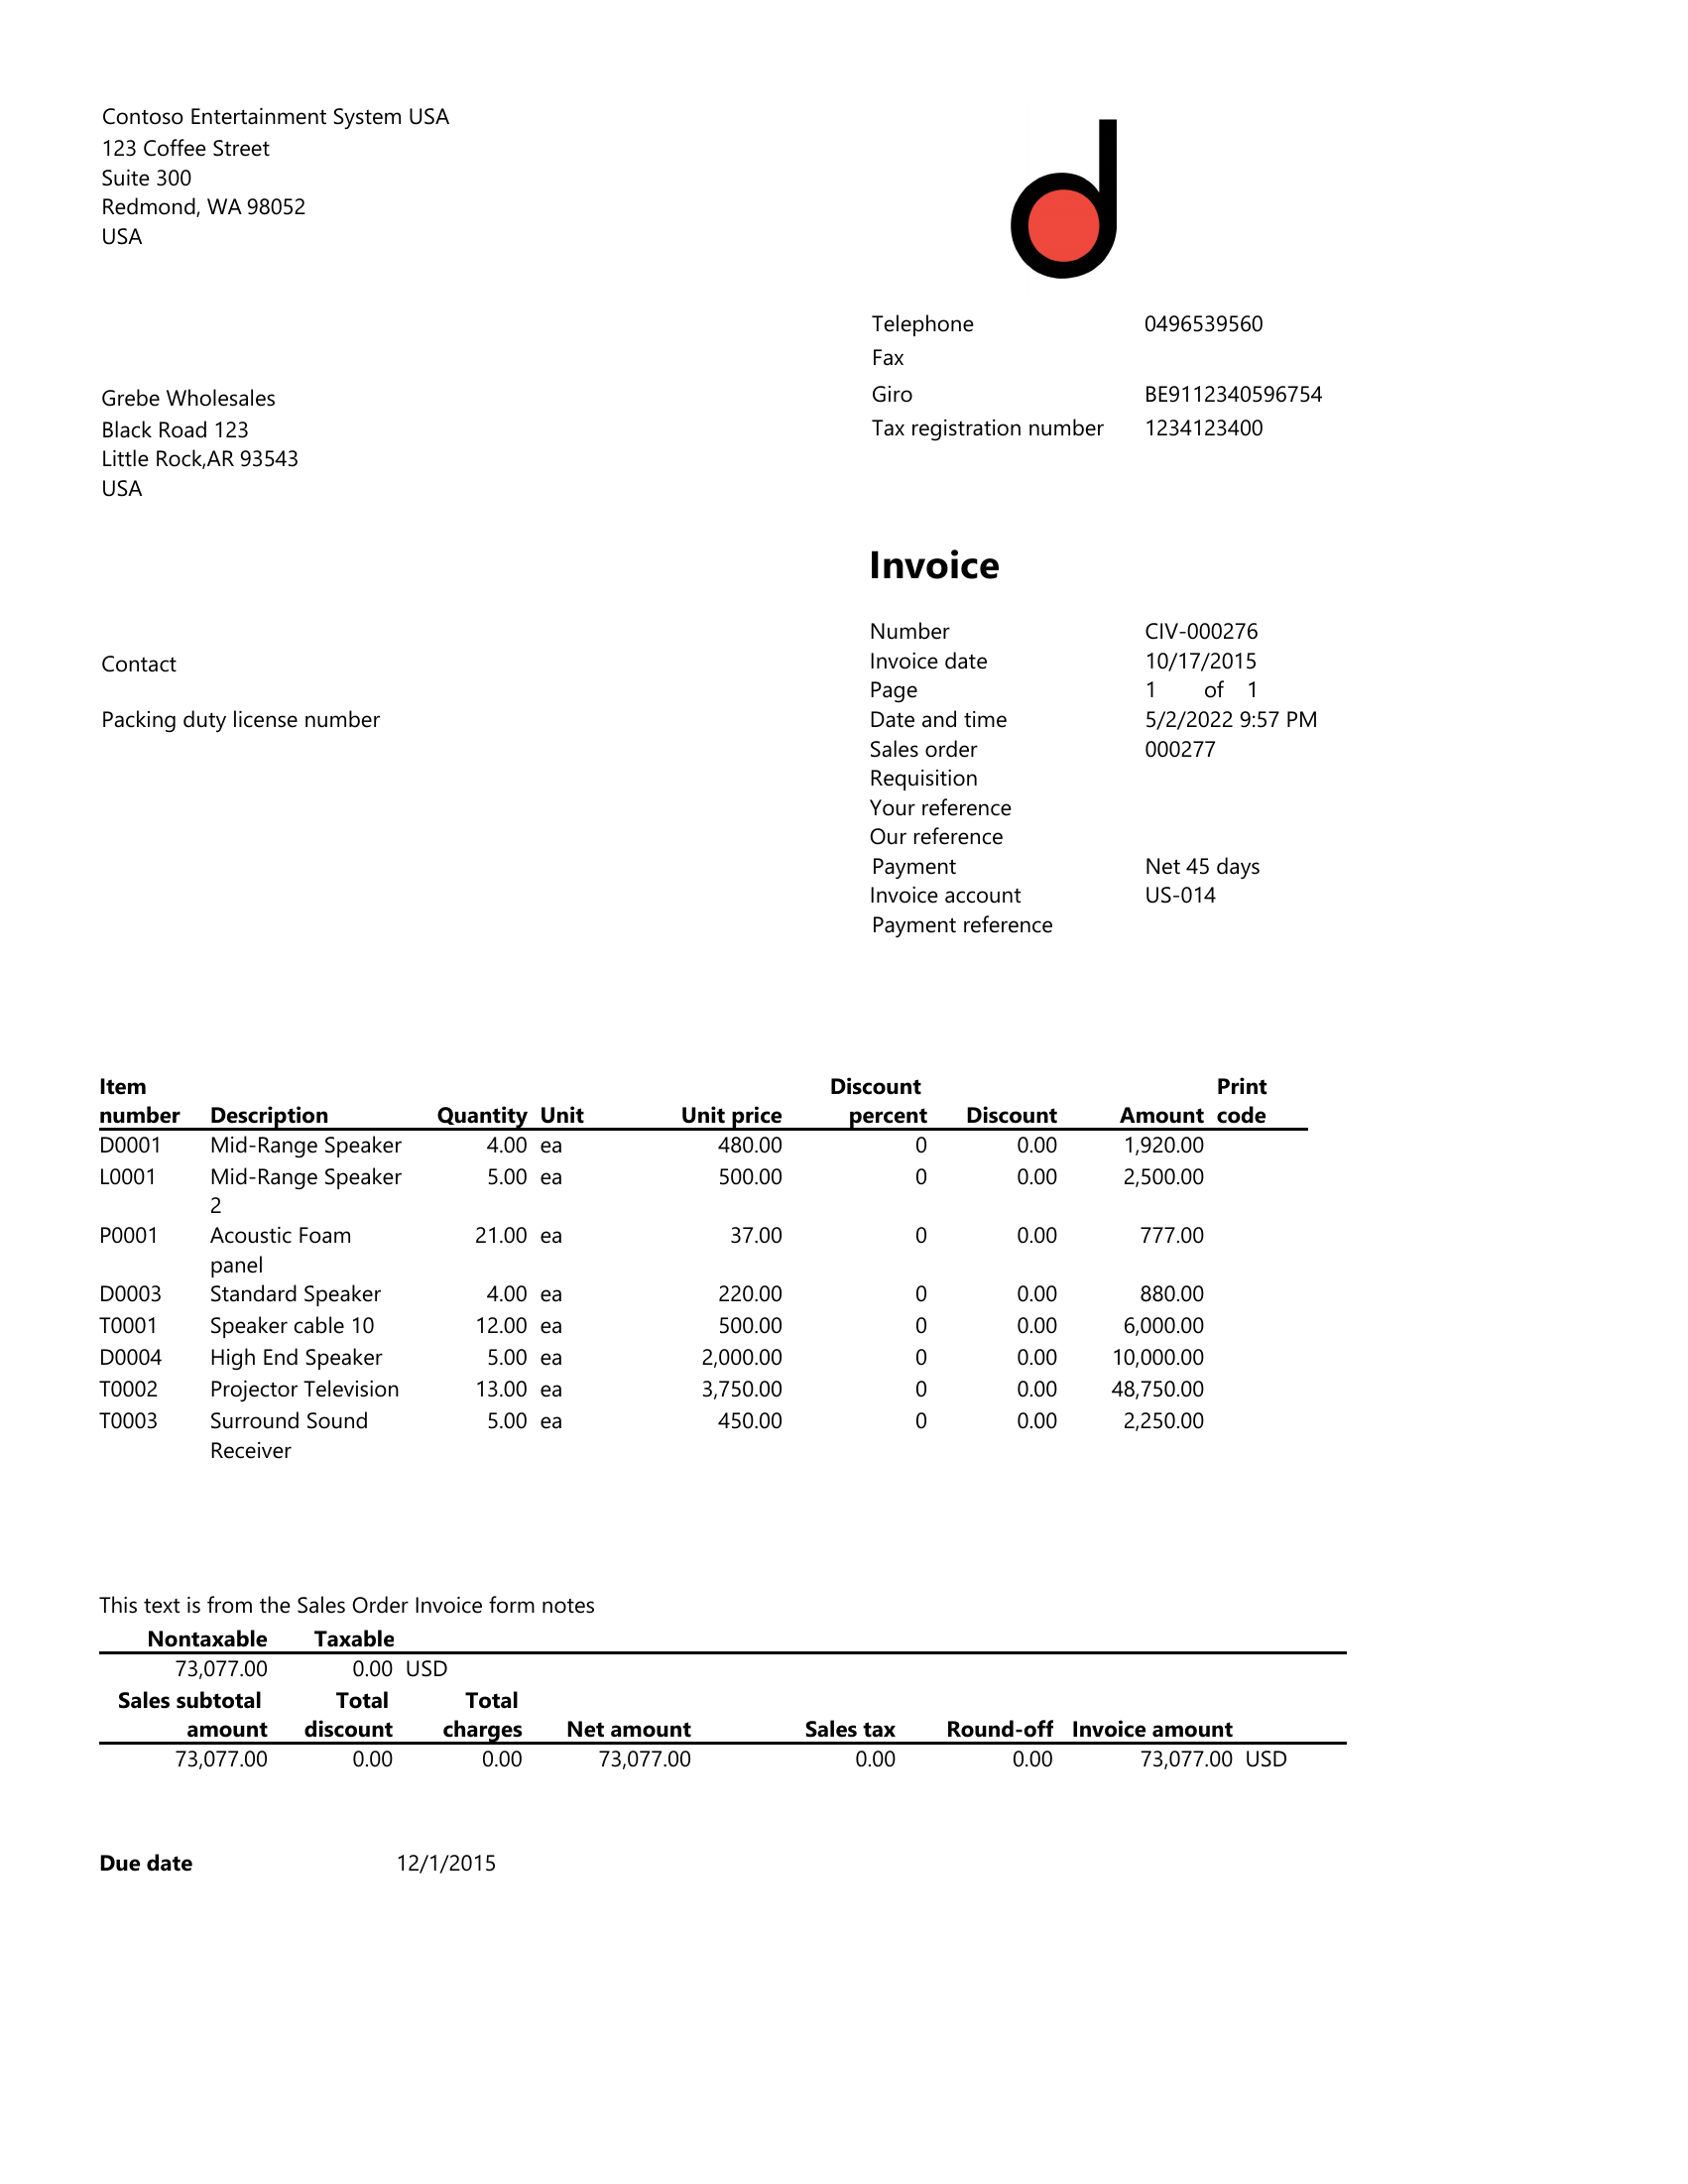 Contoso Entertainment System USA
123 Coffee Street
Suite 300
Redmond, WA 98052
USA
Telephone 0496539560
Fax
Giro BE9112340596754
Tax registration number 1234123400
Grebe Wholesales
Black Road 123
Little Rock,AR 93543
USA
Invoice
Number CIV-000276
Invoice date 10/17/2015
Page 1 of 1
Date and time 5/2/2022 9:57 PM
Sales order 000277
Requisition
Your reference
Our reference
Payment Net 45 days
Invoice account US-014
Payment reference
Contact
Packing duty license number
Item Discount Print
number Description Quantity Unit Unit price percent Discount Amount code
D0001 Mid-Range Speaker 4.00 ea 480.00 0 0.00 1,920.00
L0001 Mid-Range Speaker 5.00 ea 500.00 0 0.00 2,500.00
2
P0001 Acoustic Foam 21.00 ea 37.00 0 0.00 777.00
panel
D0003 Standard Speaker 4.00 ea 220.00 0 0.00 880.00
T0001 Speaker cable 10 12.00 ea 500.00 0 0.00 6,000.00
D0004 High End Speaker 5.00 ea 2,000.00 0 0.00 10,000.00
T0002 Projector Television 13.00 ea 3,750.00 0 0.00 48,750.00
T0003 Surround Sound 5.00 ea 450.00 0 0.00 2,250.00
Receiver
This text is from the Sales Order Invoice form notes
Nontaxable Taxable
73,077.00 0.00 USD
Sales subtotal Total Total
amount discount charges Net amount Sales tax Round-off Invoice amount
73,077.00 0.00 0.00 73,077.00 0.00 0.00 73,077.00 USD
Due date 12/1/2015